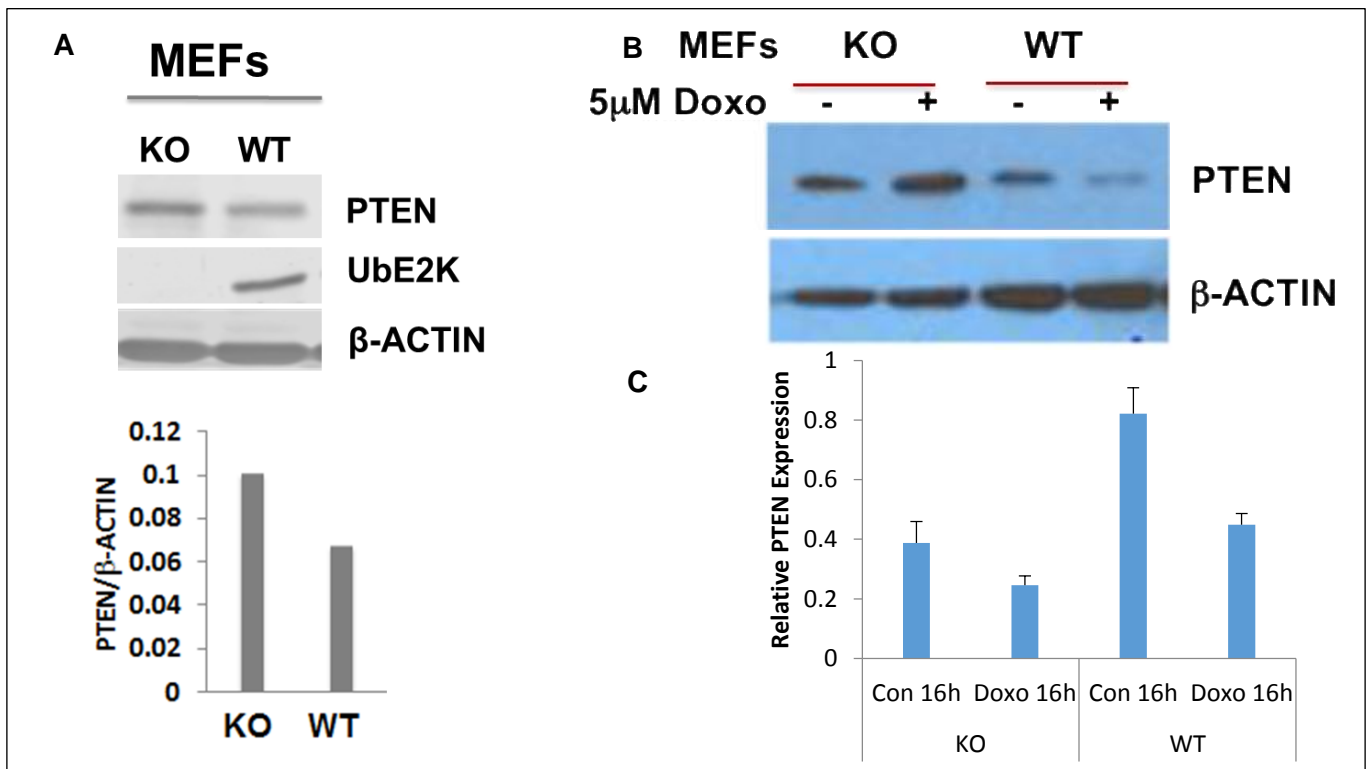 A
MEFs
KO WT
PTEN
UbE2K
β-ACTIN
PTEN/β-ACTIN
0.12
0.1
0.08
0.06
0.04
0.02
0
KO WT
B MEFs KO WT
5μM Doxo - + - +
PTEN
β-ACTIN
C
Relative PTEN Expression
1
0.8
0.6
0.4
0.2
0
Con 16h Doxo 16h Con 16h Doxo 16h
KO WT